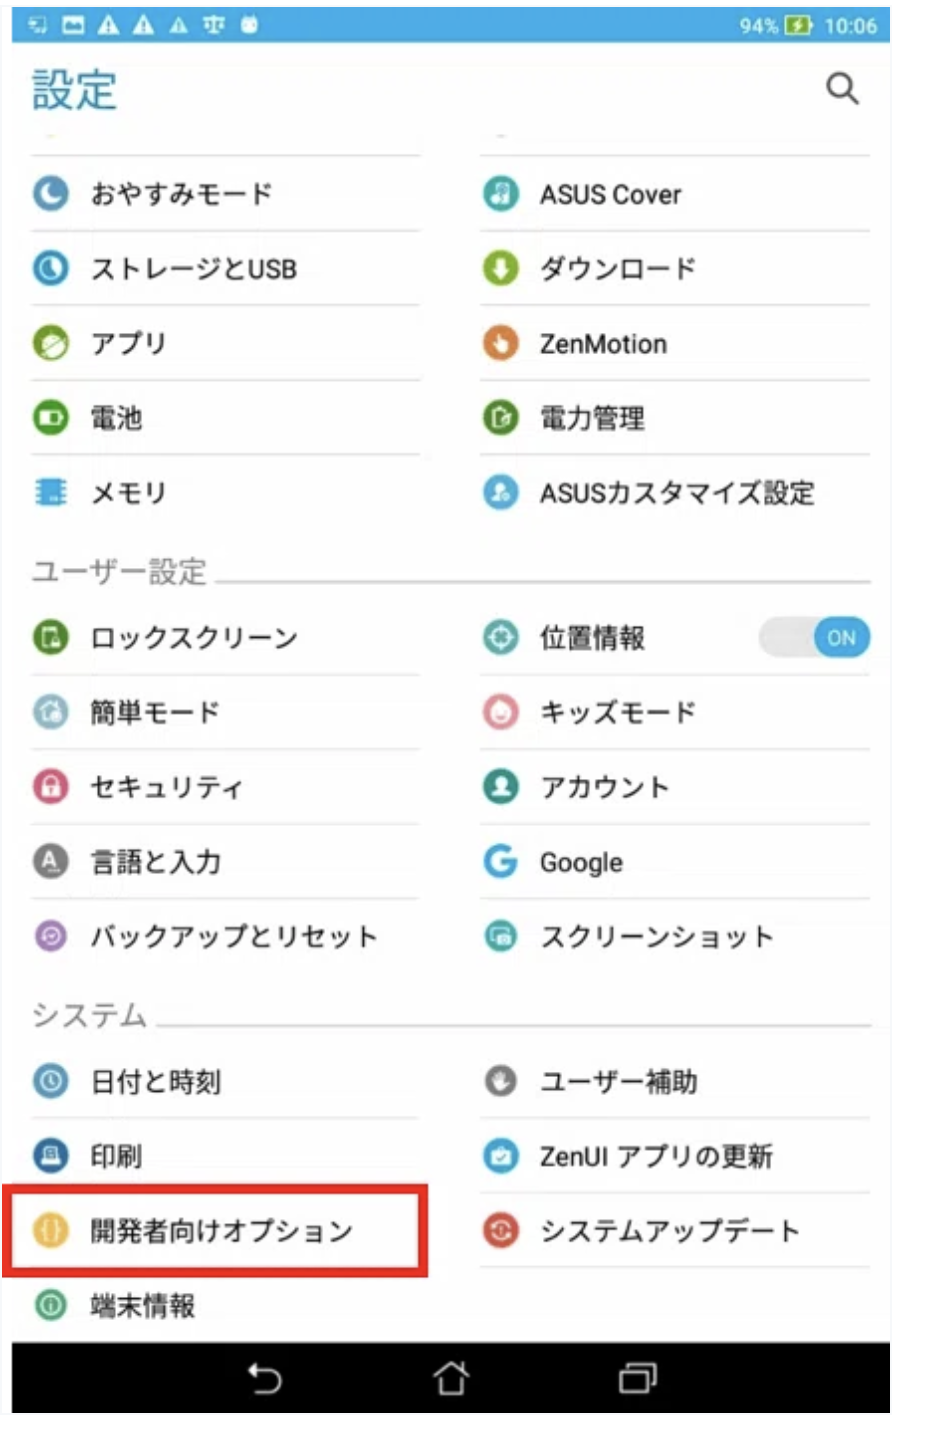 94% 10:06
設定
おやすみモード
ASUS Cover
ストレージとUSB
ダウンロード
アプリ
ZenMotion
電池
電力管理
メモリ
ASUSカスタマイズ設定
ユーザー設定
ロックスクリーン
位置情報 ON
簡単モード
キッズモード
セキュリティ
アカウント
言語と入力
Google
バックアップとリセット
スクリーンショット
システム
日付と時刻
ユーザー補助
印刷
ZenUI アプリの更新
開発者向けオプション
システムアップデート
端末情報